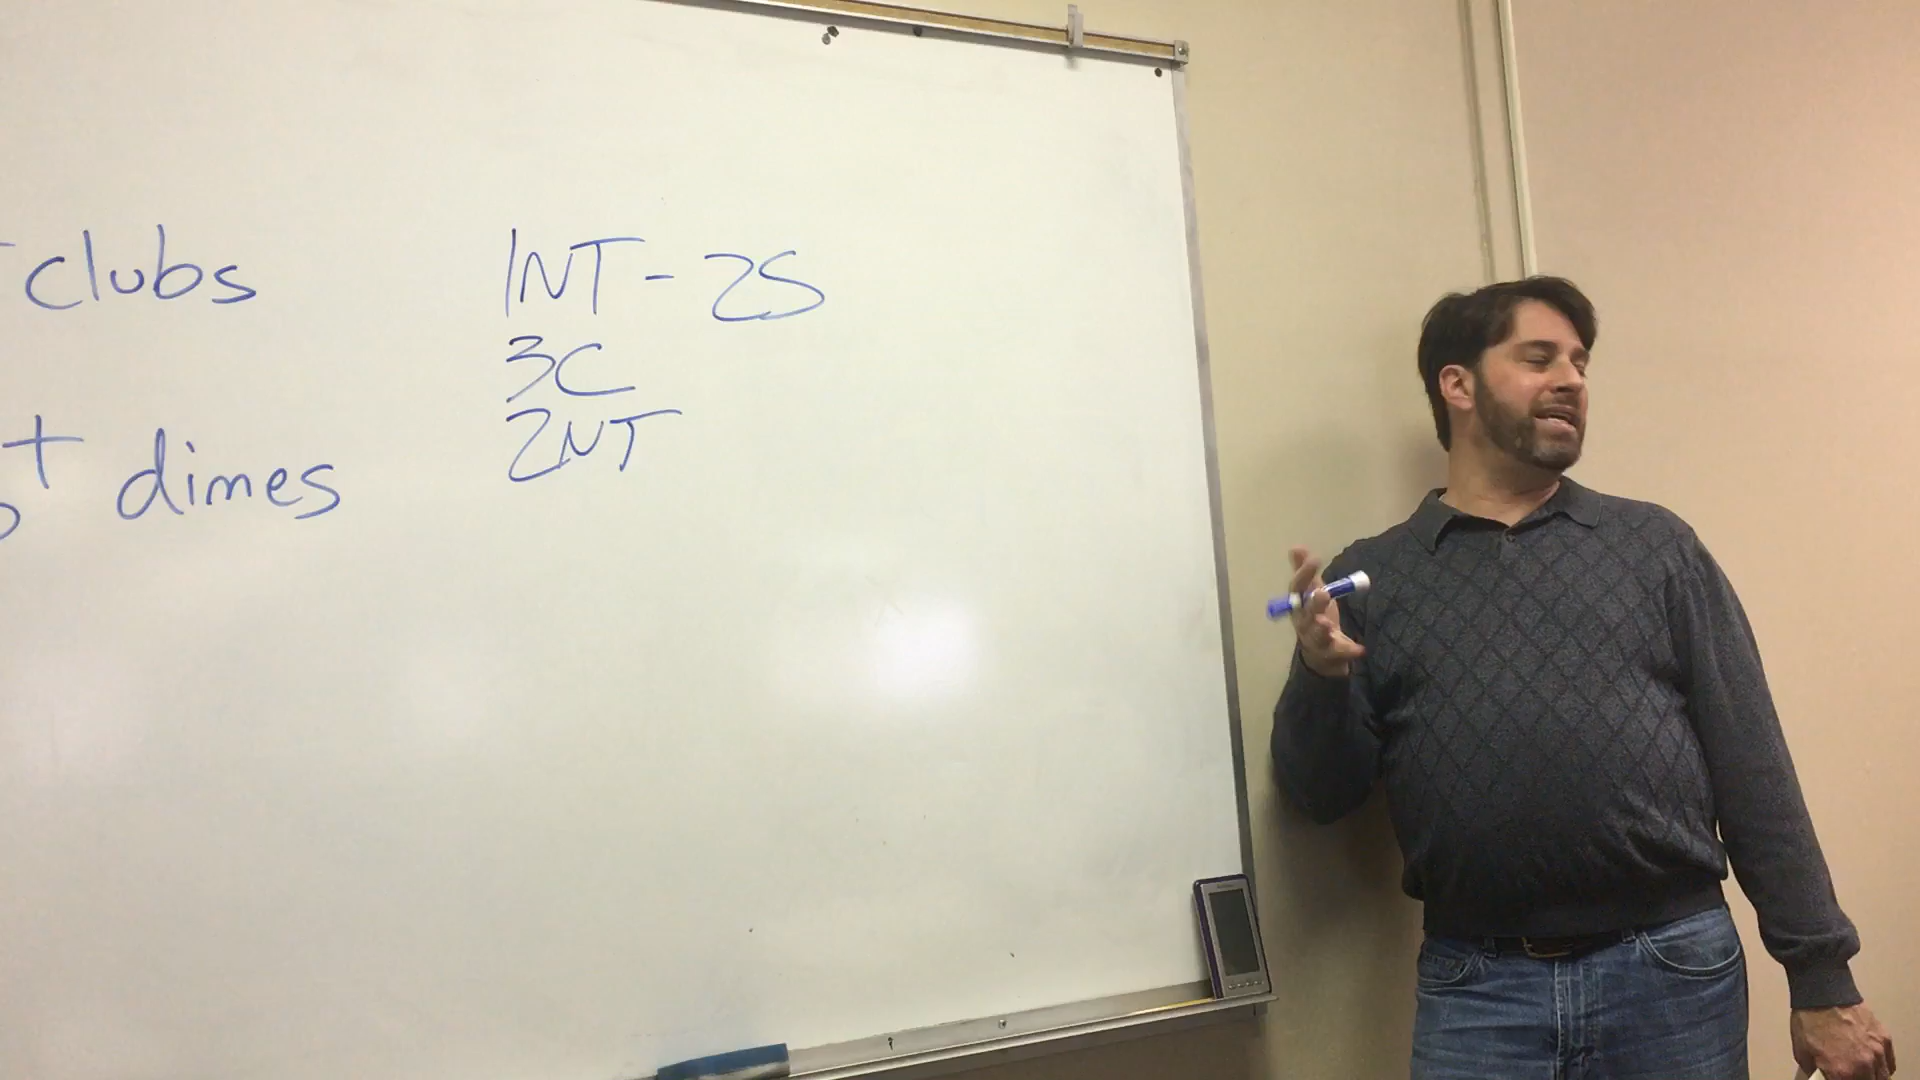 clubs
+ dimes
1NT - 2S
3C
2NT